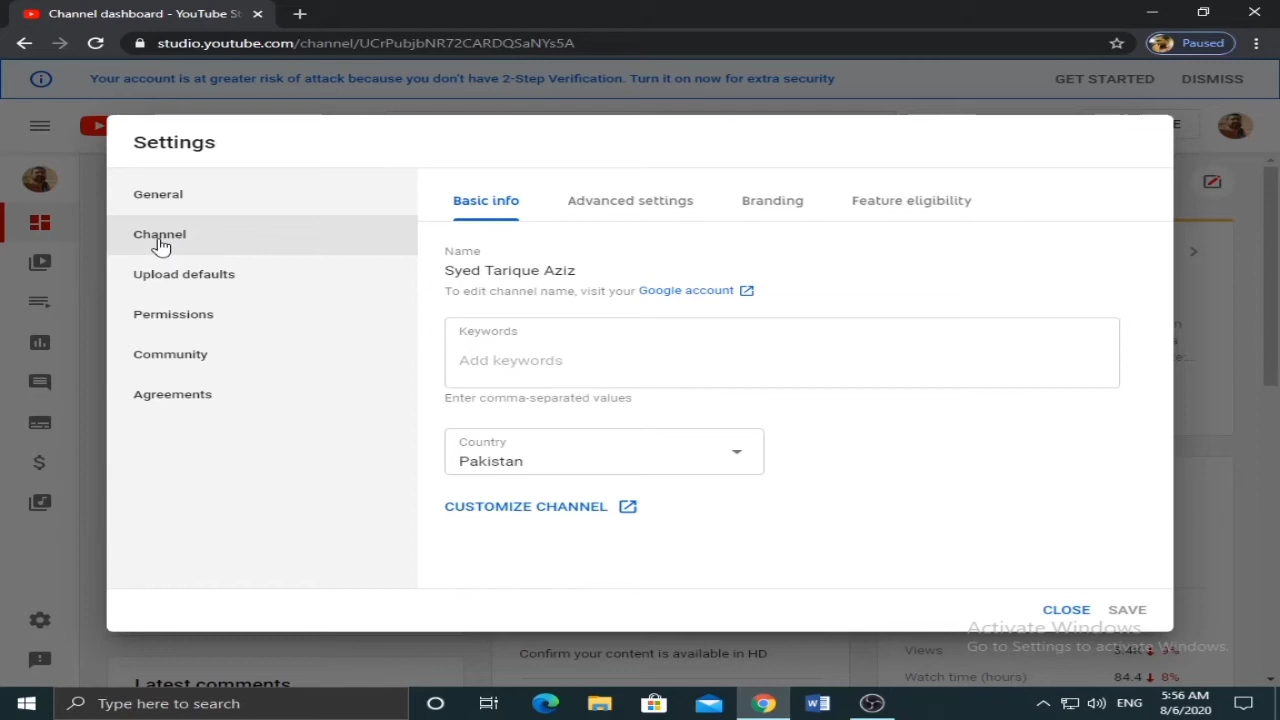 Channel dashboard - YouTube St
studio.youtube.com/channel/UCrPubjbNR72CARDQSaNYs5A
Paused
Your account is at greater risk of attack because you don't have 2-Step Verification. Turn it on now for extra security
GET STARTED
DISMISS
E
Settings
General
Channel
Upload defaults
Permissions
Community
Agreements
Basic info
Advanced settings
Branding
Feature eligibility
Name
Syed Tarique Aziz
To edit channel name, visit your Google account
Keywords
Add keywords
Enter comma-separated values
Country
Pakistan
CUSTOMIZE CHANNEL
CLOSE
SAVE
Activate Windows
Go to Settings to activate Windows.
Latest comments
Confirm your content is available in HD
Views
Watch time (hours)
84.4
8%
Type here to search
ENG
5:56 AM
8/6/2020